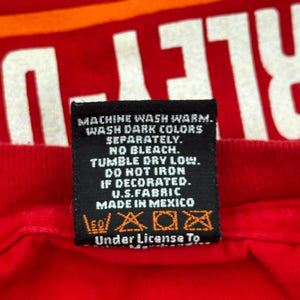 RLEY-D
MACHINE WASH WARM.
WASH DARK COLORS
SEPARATELY.
NO BLEACH.
TUMBLE DRY LOW.
DO NOT IRON
IF DECORATED.
U.S. FABRIC
MADE IN MEXICO
Under License To